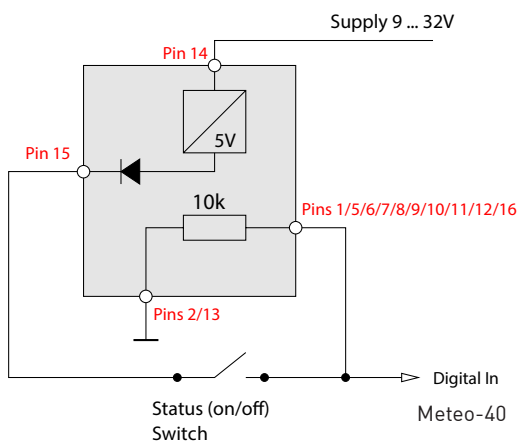 Supply 9 ... 32V
Pin 14
5V
Pin 15
10k
Pins 1/5/6/7/8/9/10/11/12/16
Pins 2/13
Digital In
Status (on/off)
Switch
Meteo-40